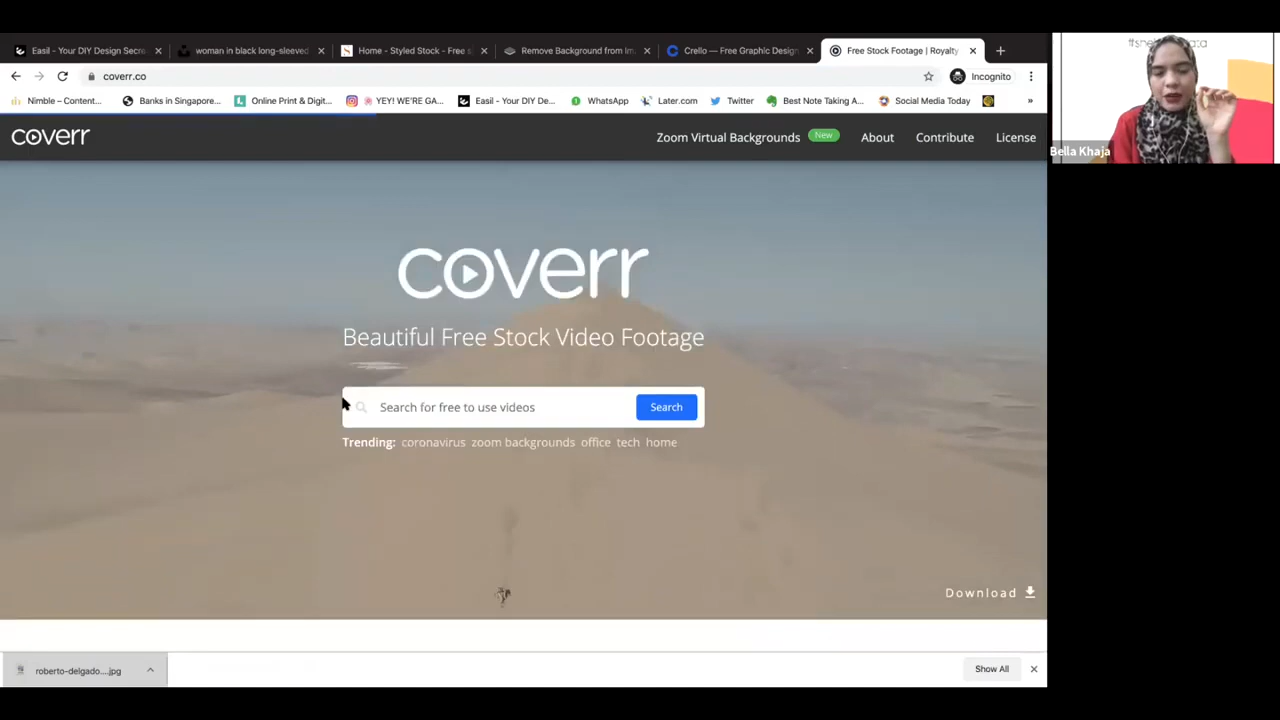 Easil - Your DIY Design Secre
woman in black long-sleeved
Home - Styled Stock - Free s
Remove Background from Im
Crello — Free Graphic Design
Free Stock Footage | Royalty
coverr.co
Incognito
Nimble – Content...
Banks in Singapore...
Online Print & Digit...
YEY! WE'RE GA...
Easil - Your DIY De...
WhatsApp
Later.com
Twitter
Best Note Taking A...
Social Media Today
»
coverr
Zoom Virtual Backgrounds
New
About
Contribute
License
Bella Khaja
coverr
Beautiful Free Stock Video Footage
Search for free to use videos
Search
Trending: coronavirus zoom backgrounds office tech home
Download
roberto-delgado....jpg
Show All